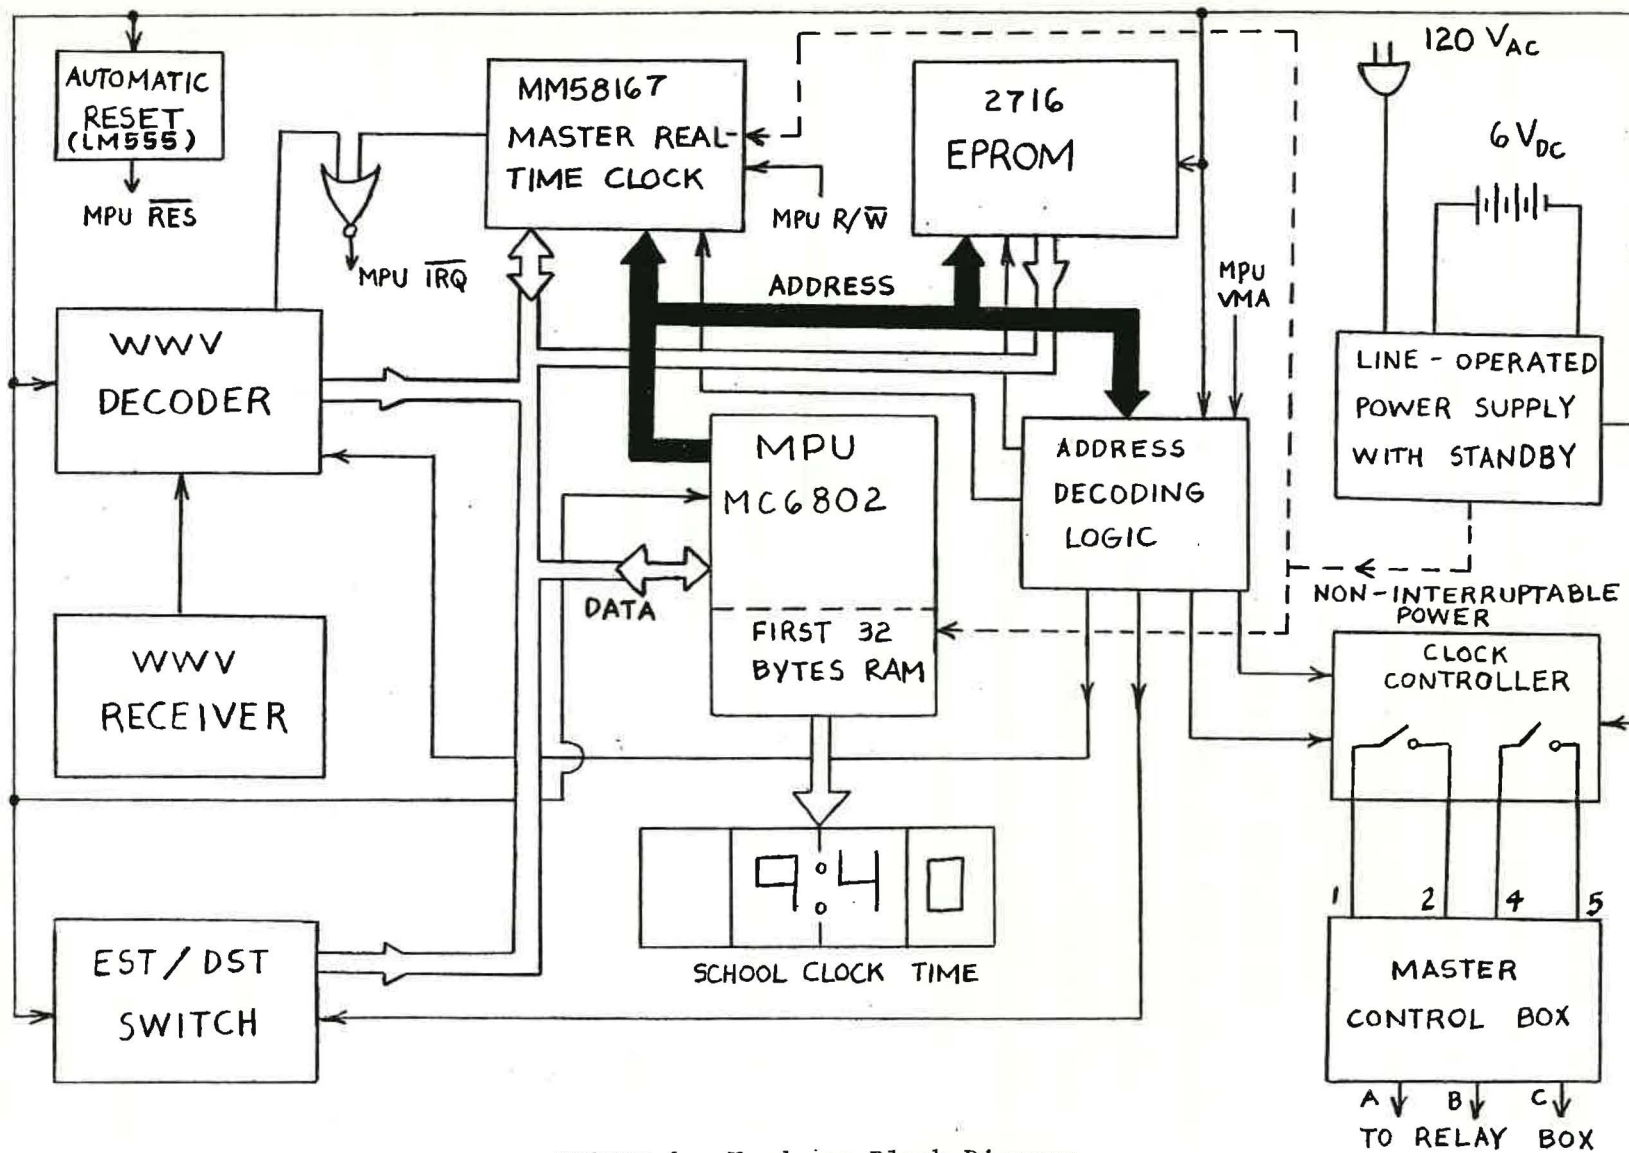 120 VAC
AUTOMATIC
RESET
(LM555)
MPU RES
MM58167
MASTER REAL-
TIME CLOCK
MPU R/W
2716
EPROM
6 VDC
MPU IRQ
ADDRESS
MPU
VMA
WWV
DECODER
LINE-OPERATED
POWER SUPPLY
WITH STANDBY
MPU
MC6802
ADDRESS
DECODING
LOGIC
DATA
FIRST 32
BYTES RAM
NON-INTERRUPTABLE
POWER
WWV
RECEIVER
CLOCK
CONTROLLER
9:40
SCHOOL CLOCK TIME
1 2 4 5
EST/DST
SWITCH
MASTER
CONTROL BOX
A B C
TO RELAY BOX
Block